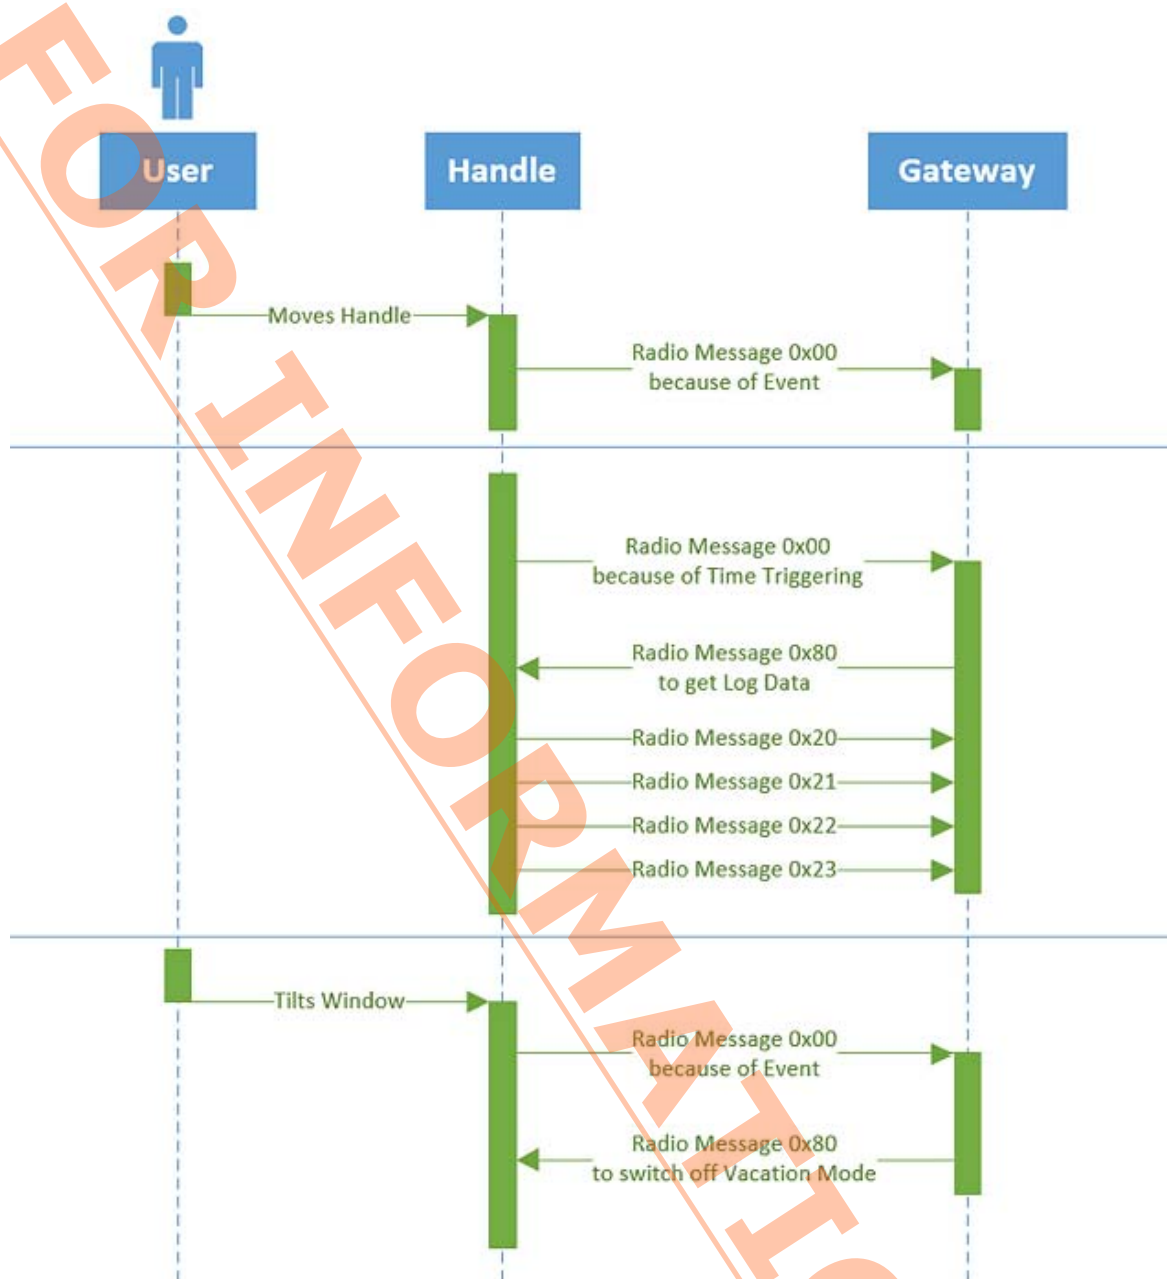 User
Handle
Gateway
Moves Handle
Radio Message 0x00
because of Event
Radio Message 0x00
because of Time Triggering
Radio Message 0x80
to get Log Data
Radio Message 0x20
Radio Message 0x21
Radio Message 0x22
Radio Message 0x23
Tilts Window
Radio Message 0x00
because of Event
Radio Message 0x80
to switch off Vacation Mode
FOR INFORMATIO